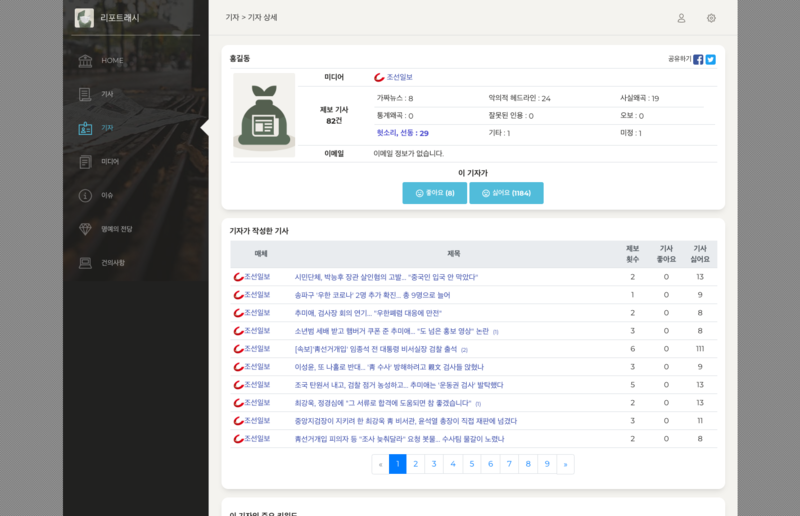 리포트래시
HOME
기사
기자
미디어
이슈
명예의 전당
건의사항
기자 > 기자 상세
홍길동
공유하기
미디어
조선일보
제보 기사
82건
가짜뉴스 : 8
악의적 헤드라인 : 24
사실왜곡 : 19
통계왜곡 : 0
잘못된 인용 : 0
오보 : 0
헛소리, 선동 : 29
기타 : 1
미정 : 1
이메일
이메일 정보가 없습니다.
이 기자가
좋아요 (8)
싫어요 (1184)
기자가 작성한 기사
매체 제목 제보 횟수 기사 좋아요 기사 싫어요
조선일보 시민단체, 박능후 장관 살인혐의 고발... "중국인 입국 안 막았다" 2 0 13
조선일보 송파구 '우한 코로나' 2명 추가 확진... 총 9명으로 늘어 1 0 9
조선일보 추미애, 검사장 회의 연기... "우한폐렴 대응에 만전" 2 0 8
조선일보 소년범 세배 받고 햄버거 쿠폰 준 추미애... "도 넘은 홍보 영상" 논란 (1) 3 0 8
조선일보 [속보]'靑선거개입' 임종석 전 대통령 비서실장 검찰 출석 (2) 6 0 111
조선일보 이성윤, 또 나홀로 반대... '靑 수사' 방해하려고 親文 검사들 앉혔나 3 0 9
조선일보 조국 탄원서 내고, 검찰 점거 농성하고... 추미애는 '운동권 검사' 발탁했다 5 0 13
조선일보 최강욱, 정경심에 "그 서류로 합격에 도움되면 참 좋겠습니다" (1) 2 0 13
조선일보 중앙지검장이 지키려 한 최강욱 靑 비서관, 윤석열 총장이 직접 재판에 넘겼다 3 0 11
조선일보 靑선거개입 피의자 등 "조사 늦춰달라" 요청 봇물... 수사팀 물갈이 노렸나 2 0 8
« 1 2 3 4 5 6 7 8 9 »
이 기자의 주요 키워드